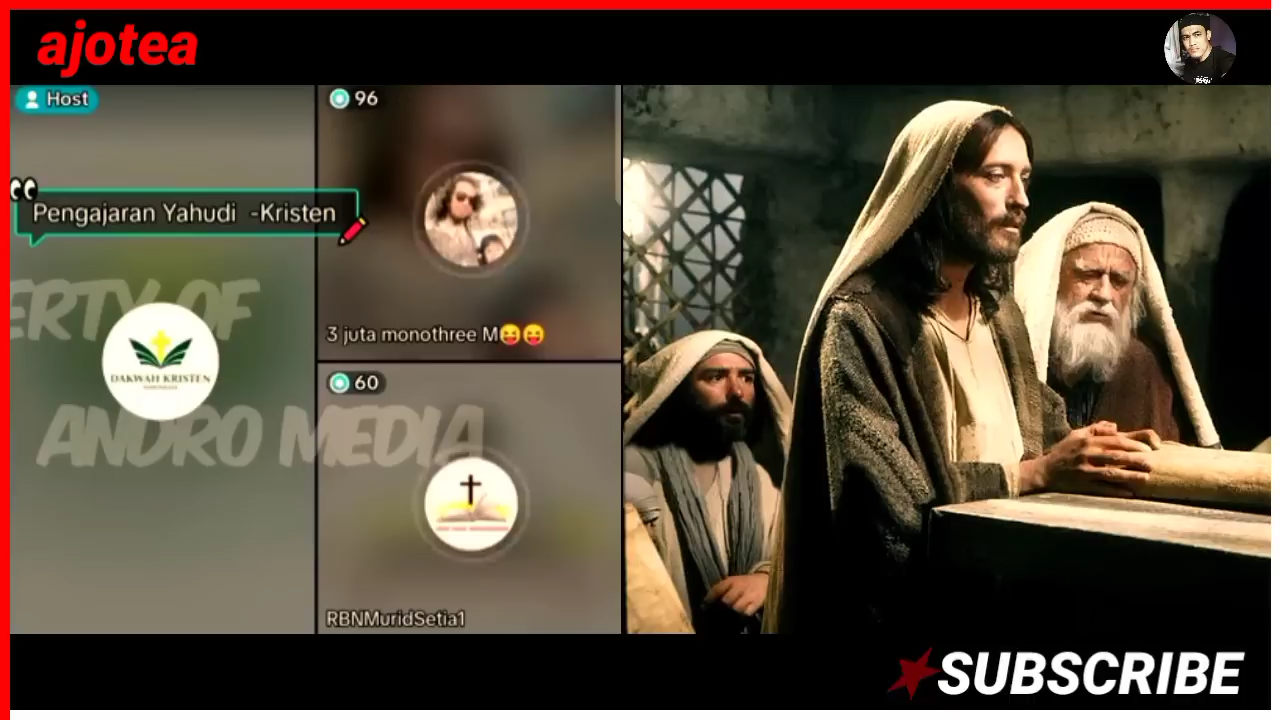 ajotea
Host
96
Pengajaran Yahudi -Kristen
ERTY OF
3 juta monothree M😝😝
60
DAKWAH KRISTEN
ANDRO MEDIA
RBNMuridSetia1
SUBSCRIBE